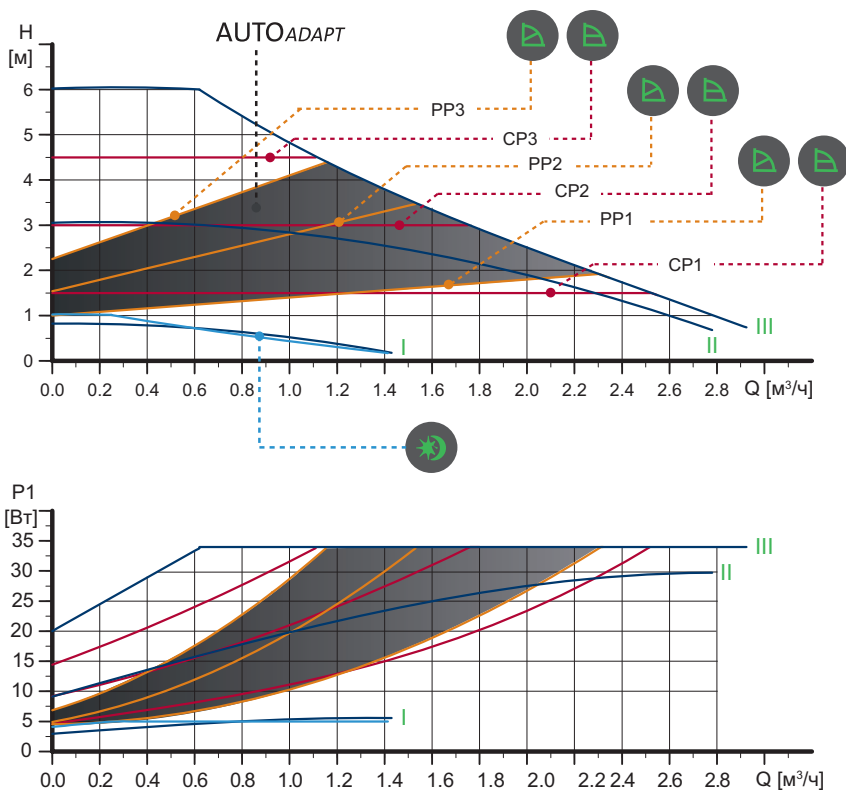 H
[м]
AUTOADAPT
6
5
4
3
2
1
0
PP3
CP3
PP2
CP2
PP1
CP1
I
II
III
0.0 0.2 0.4 0.6 0.8 1.0 1.2 1.4 1.6 1.8 2.0 2.2 2.4 2.6 2.8 Q [м³/ч]
P1
[Вт]
35
30
25
20
15
10
5
0
III
II
I
0.0 0.2 0.4 0.6 0.8 1.0 1.2 1.4 1.6 1.8 2.0 2.2 2.4 2.6 2.8 Q [м³/ч]